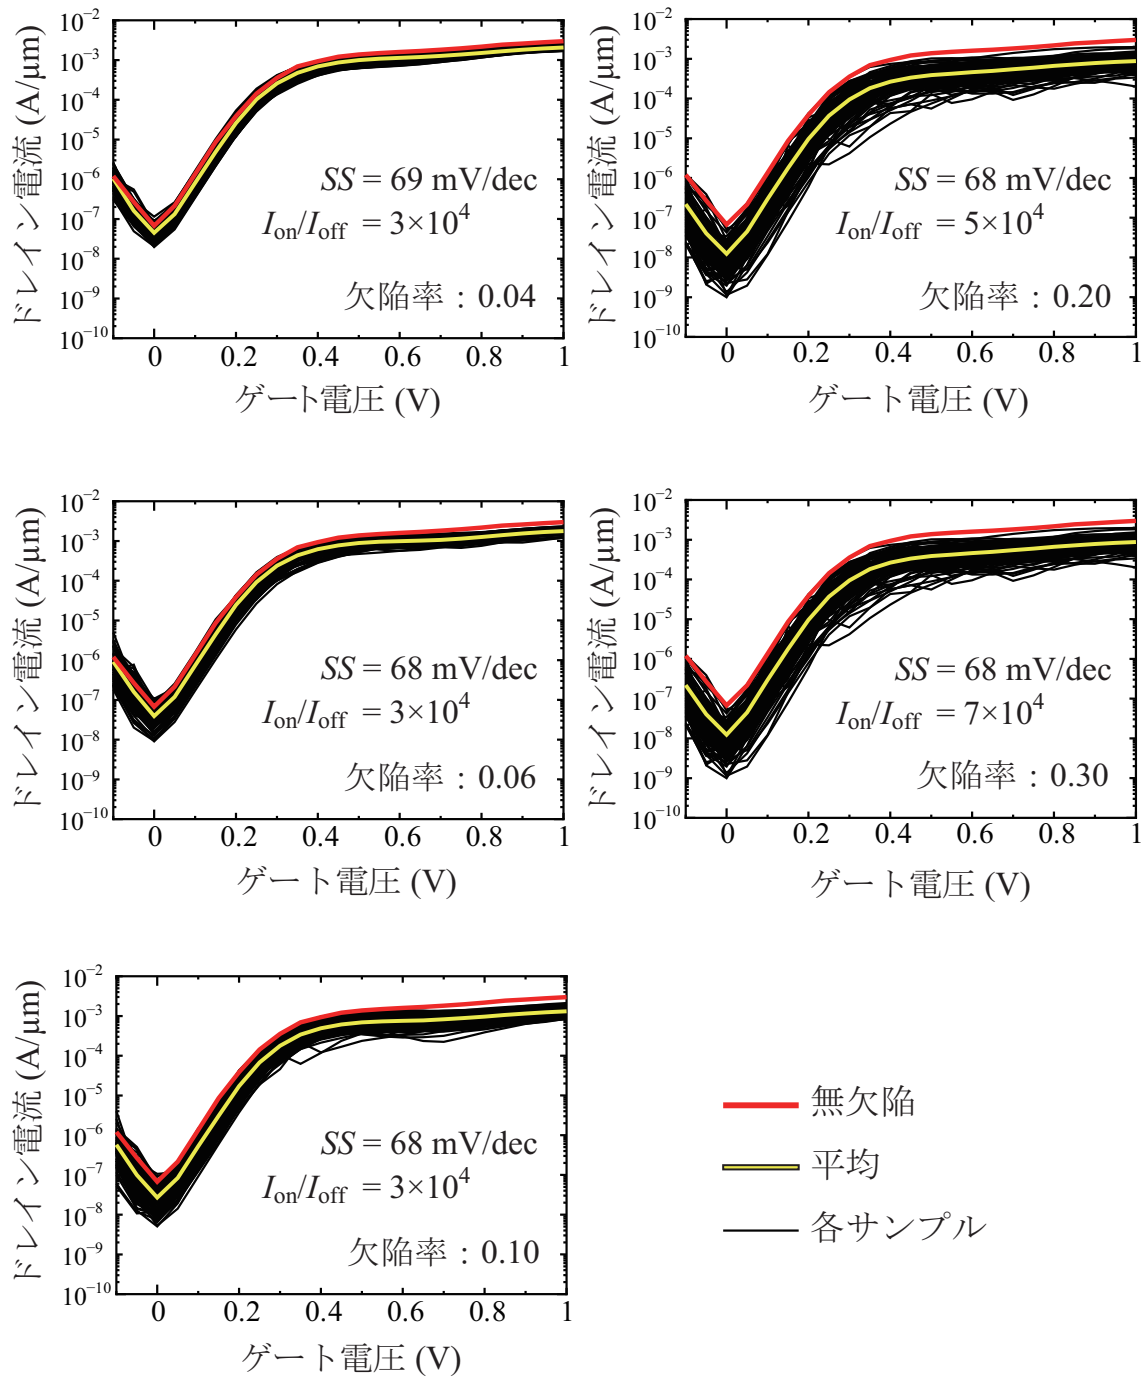 ドレイン電流 (A/μm)
10⁻²
10⁻³
10⁻⁴
10⁻⁵
10⁻⁶
10⁻⁷
10⁻⁸
10⁻⁹
10⁻¹⁰
SS = 69 mV/dec
Ion/Ioff = 3×10⁴
欠陥率：0.04
0 0.2 0.4 0.6 0.8 1
ゲート電圧 (V)
ドレイン電流 (A/μm)
10⁻²
10⁻³
10⁻⁴
10⁻⁵
10⁻⁶
10⁻⁷
10⁻⁸
10⁻⁹
10⁻¹⁰
SS = 68 mV/dec
Ion/Ioff = 5×10⁴
欠陥率：0.20
0 0.2 0.4 0.6 0.8 1
ゲート電圧 (V)
ドレイン電流 (A/μm)
10⁻²
10⁻³
10⁻⁴
10⁻⁵
10⁻⁶
10⁻⁷
10⁻⁸
10⁻⁹
10⁻¹⁰
SS = 68 mV/dec
Ion/Ioff = 3×10⁴
欠陥率：0.06
0 0.2 0.4 0.6 0.8 1
ゲート電圧 (V)
ドレイン電流 (A/μm)
10⁻²
10⁻³
10⁻⁴
10⁻⁵
10⁻⁶
10⁻⁷
10⁻⁸
10⁻⁹
10⁻¹⁰
SS = 68 mV/dec
Ion/Ioff = 7×10⁴
欠陥率：0.30
0 0.2 0.4 0.6 0.8 1
ゲート電圧 (V)
ドレイン電流 (A/μm)
10⁻²
10⁻³
10⁻⁴
10⁻⁵
10⁻⁶
10⁻⁷
10⁻⁸
10⁻⁹
10⁻¹⁰
SS = 68 mV/dec
Ion/Ioff = 3×10⁴
欠陥率：0.10
0 0.2 0.4 0.6 0.8 1
ゲート電圧 (V)
無欠陥
平均
各サンプル